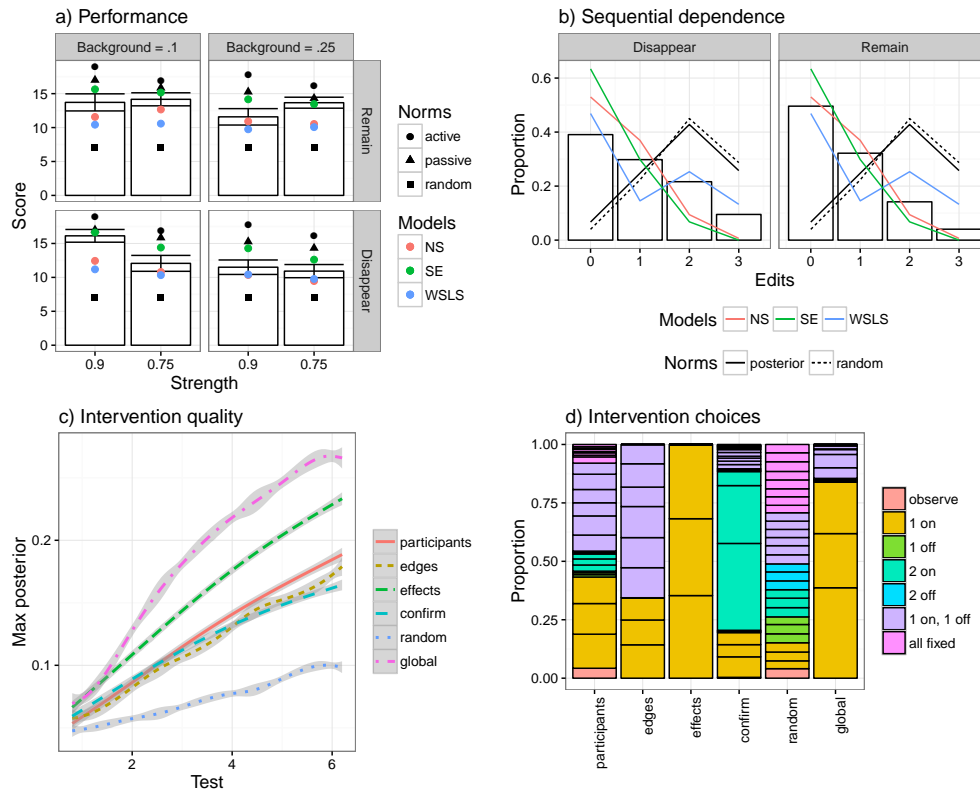 a) Performance
Background = .1
Background = .25
15
10
5
0
Remain
15
10
5
0
Disappear
Score
0.9
0.75
0.9
0.75
Strength
Norms
active
passive
random
Models
NS
SE
WSLS
b) Sequential dependence
Disappear
Remain
0.6
0.4
0.2
0.0
Proportion
0
1
2
3
0
1
2
3
Edits
Models
NS
SE
WSLS
Norms
posterior
random
c) Intervention quality
0.2
0.1
Max posterior
2
4
6
Test
participants
edges
effects
confirm
random
global
d) Intervention choices
1.00
0.75
0.50
0.25
0.00
Proportion
participants
edges
effects
confirm
random
global
observe
1 on
1 off
2 on
2 off
1 on, 1 off
all fixed